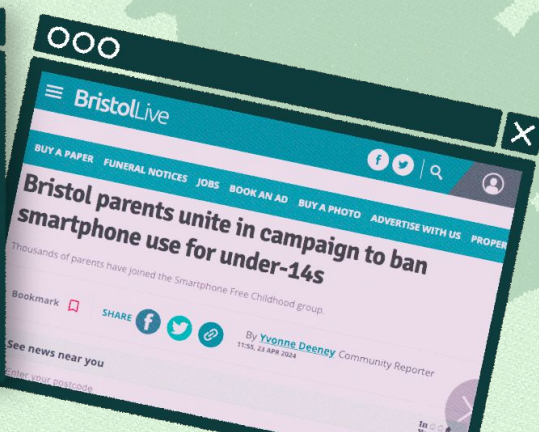 BristolLive
BUY A PAPER FUNERAL NOTICES JOBS BOOK AN AD BUY A PHOTO ADVERTISE WITH US PROPER
Bristol parents unite in campaign to ban
smartphone use for under-14s
Thousands of parents have joined the Smartphone Free Childhood group.
Bookmark SHARE By Yvonne Deeney Community Reporter
11:55, 23 APR 2024
See news near you
Enter your postcode
In